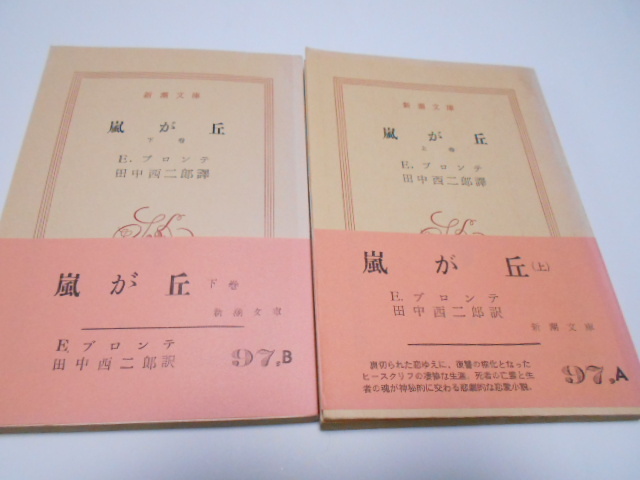 新潮文庫
嵐が丘
下巻
E.ブロンテ
田中西二郎譯
嵐が丘 下巻
新潮文庫
E.ブロンテ
田中西二郎訳
97.B
新潮文庫
嵐が丘
上巻
E.ブロンテ
田中西二郎譯
嵐が丘(上)
E.ブロンテ
田中西二郎訳
新潮文庫
裏切られた恋ゆえに、復讐の権化となった
ヒースクリフの凄惨な生涯。死者の亡霊と生
者の魂が神秘的に交わる悲劇的な恋愛小説。
97.A